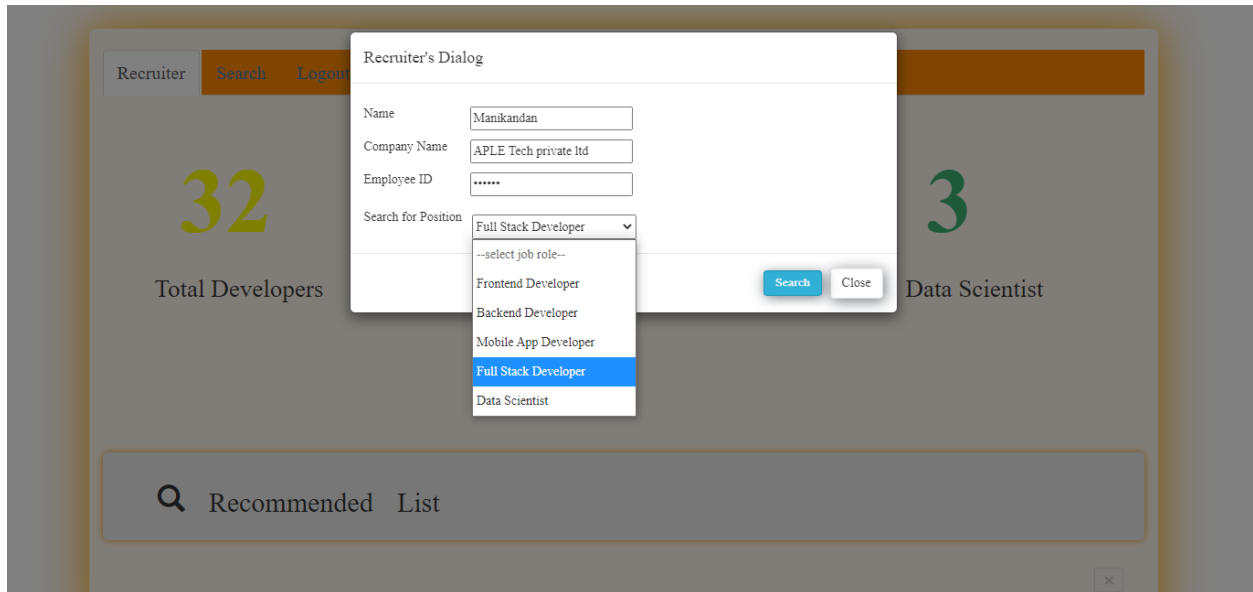 Recruiter's Dialog
Recruiter Search Logout
Name Manikandan
Company Name APLE Tech private ltd
Employee ID ••••••
Search for Position Full Stack Developer
--select job role--
Frontend Developer
Backend Developer
Mobile App Developer
Full Stack Developer
Data Scientist
Search Close
32
Total Developers
3
Data Scientist
Recommended List